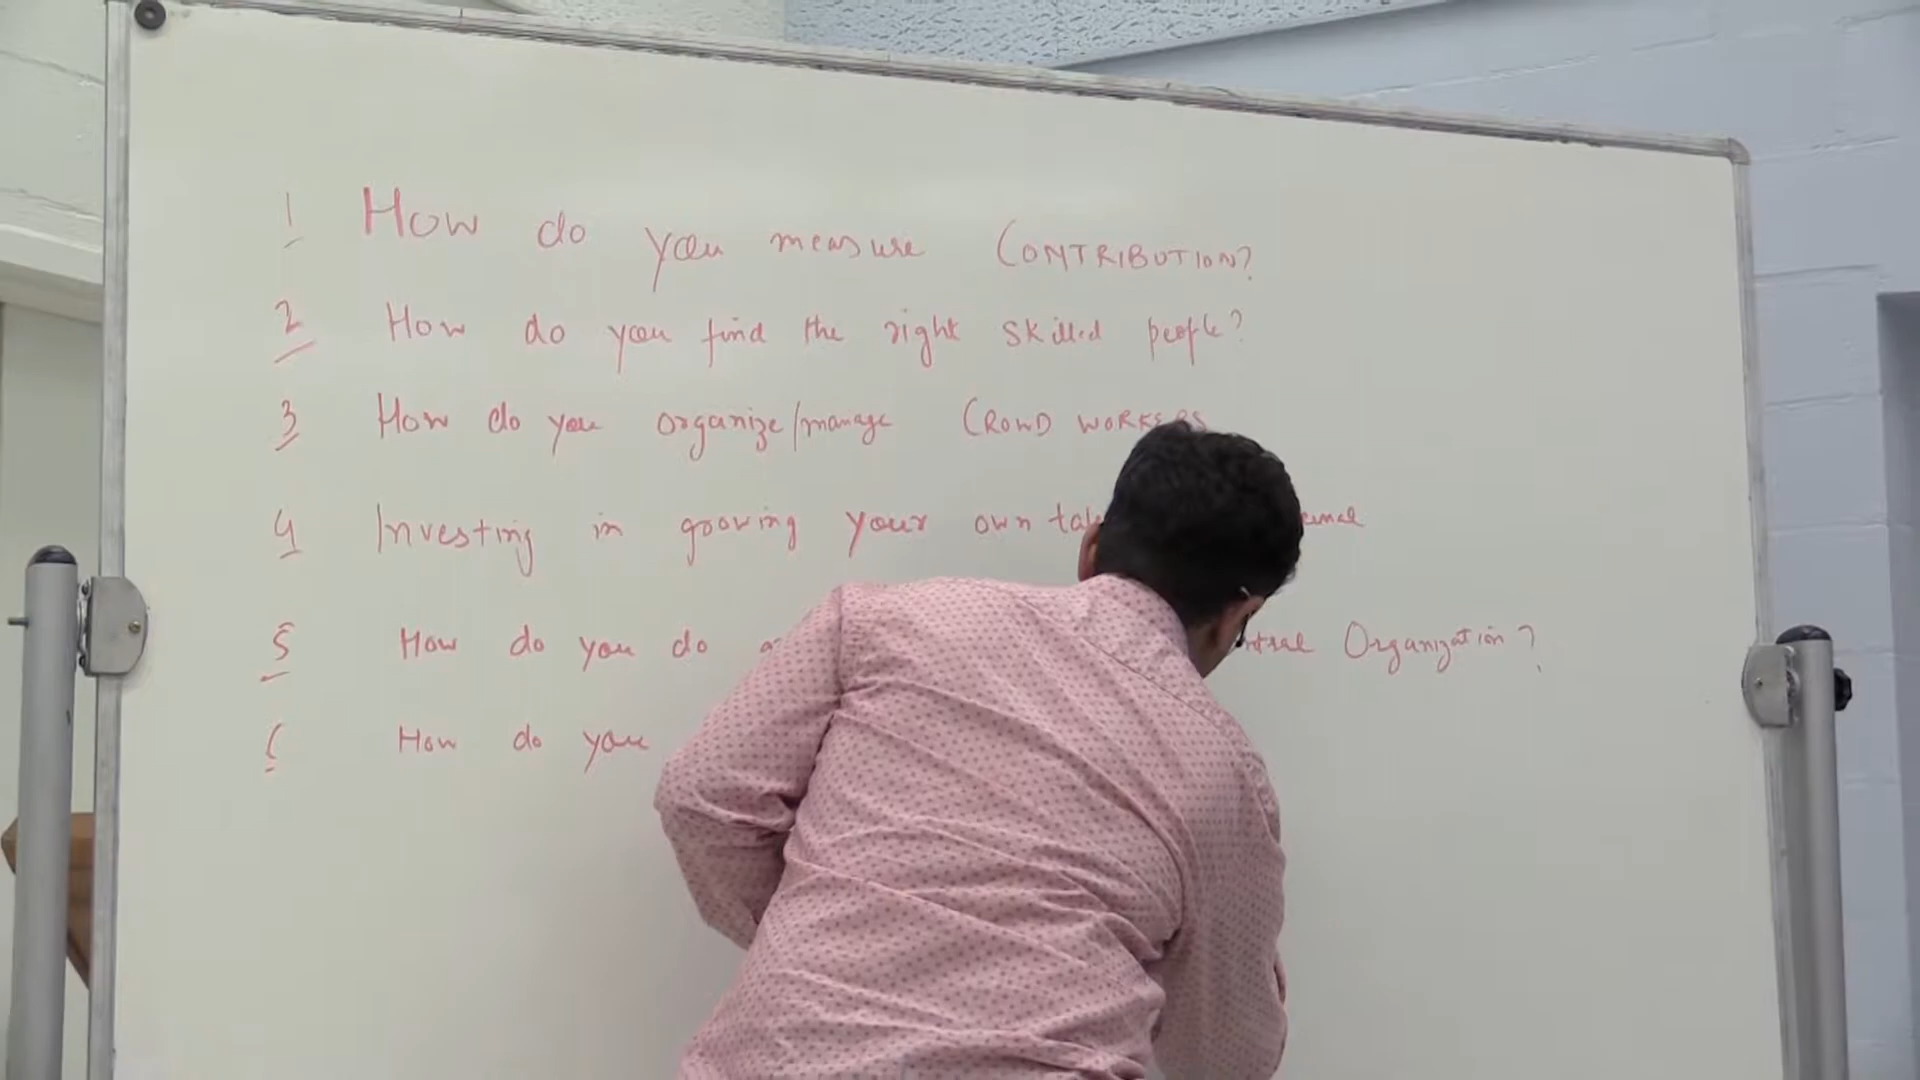 1 How do you measure CONTRIBUTION?
2 How do you find the right skilled people?
3 How do you organize/manage CROWD WORKERS
4 Investing in growing your own
5 How do you do Organization?
6 How do you